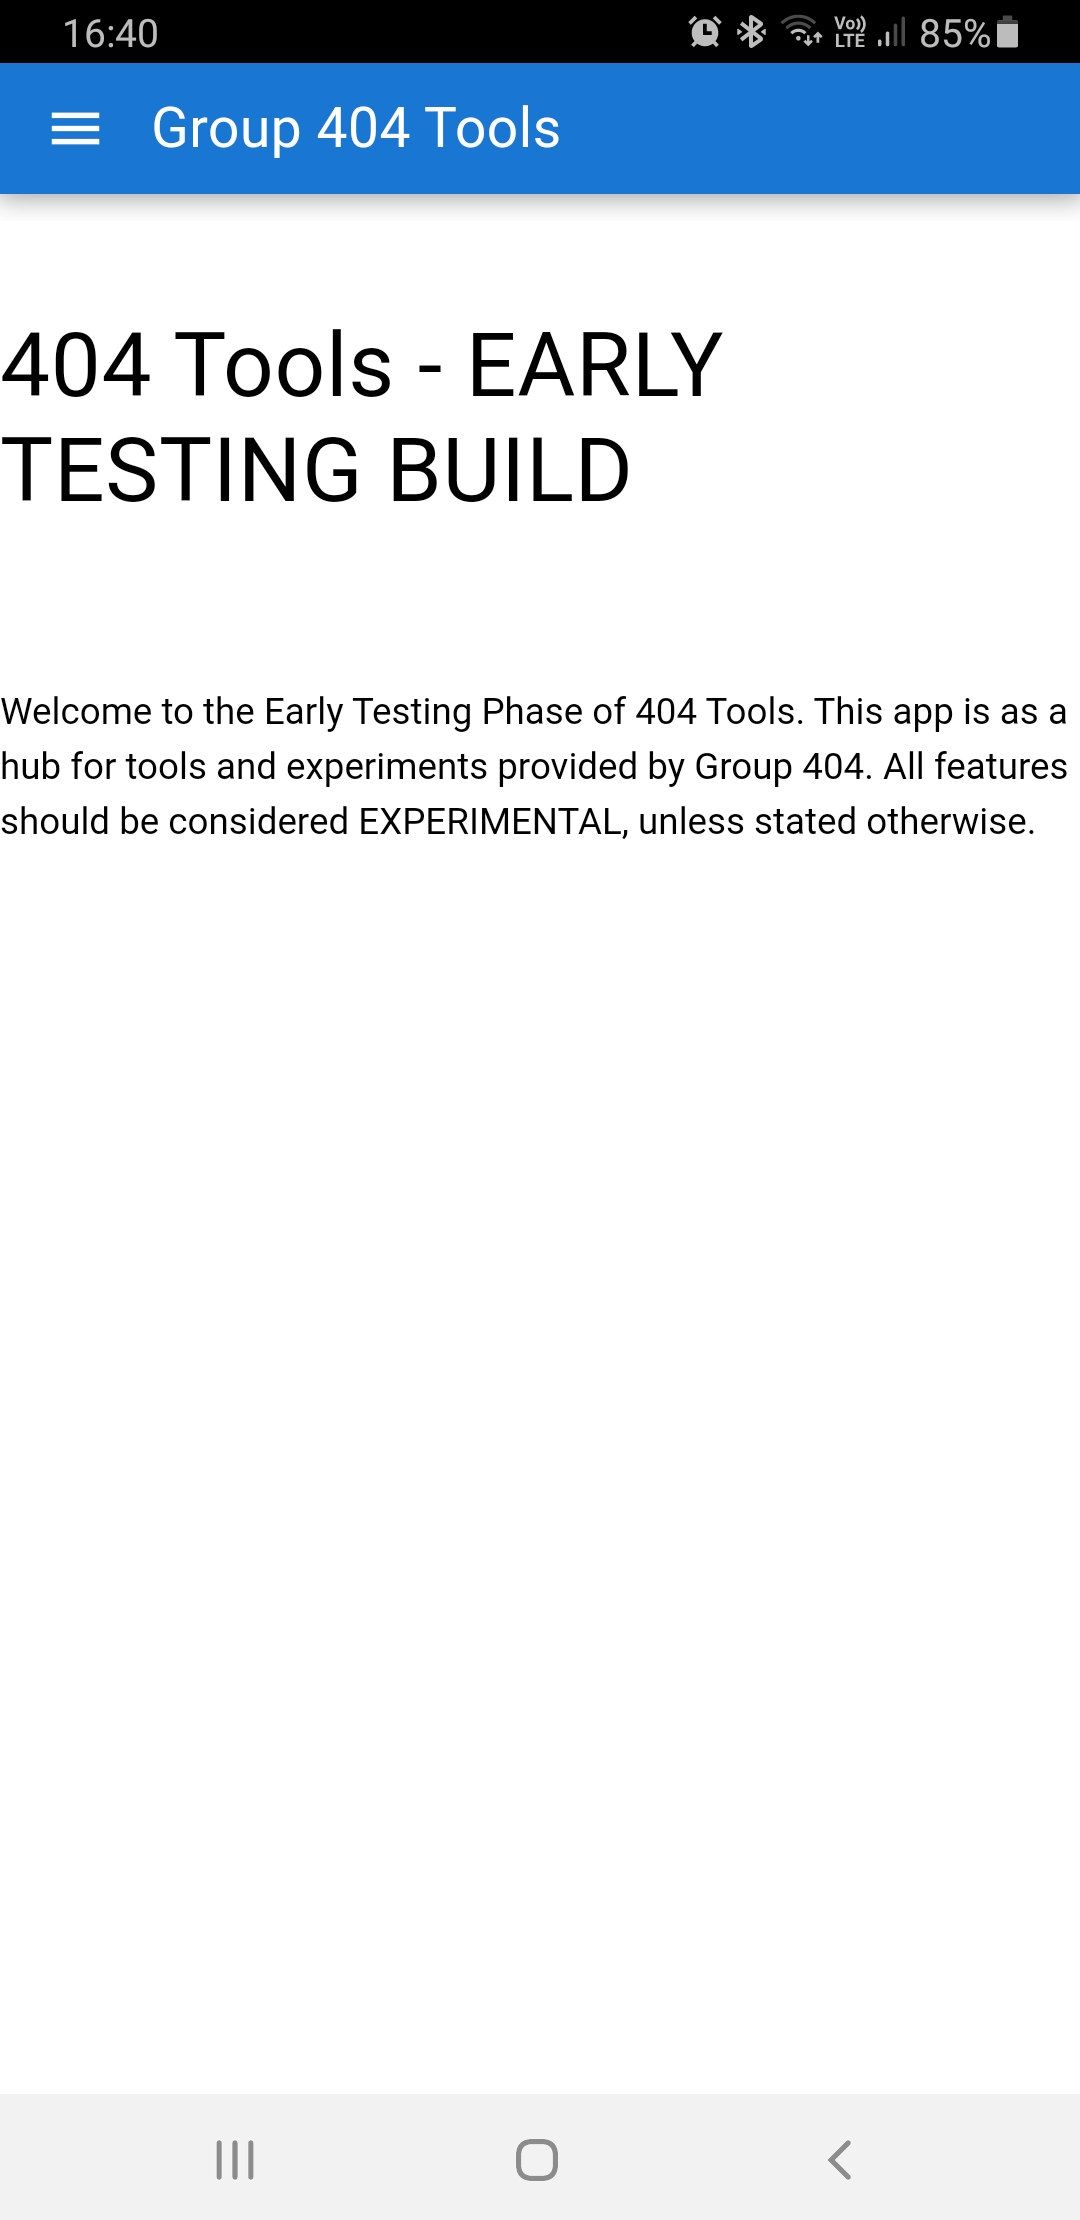 16:40
Vo)) LTE 85%
Group 404 Tools
404 Tools - EARLY
TESTING BUILD
Welcome to the Early Testing Phase of 404 Tools. This app is as a
hub for tools and experiments provided by Group 404. All features
should be considered EXPERIMENTAL, unless stated otherwise.